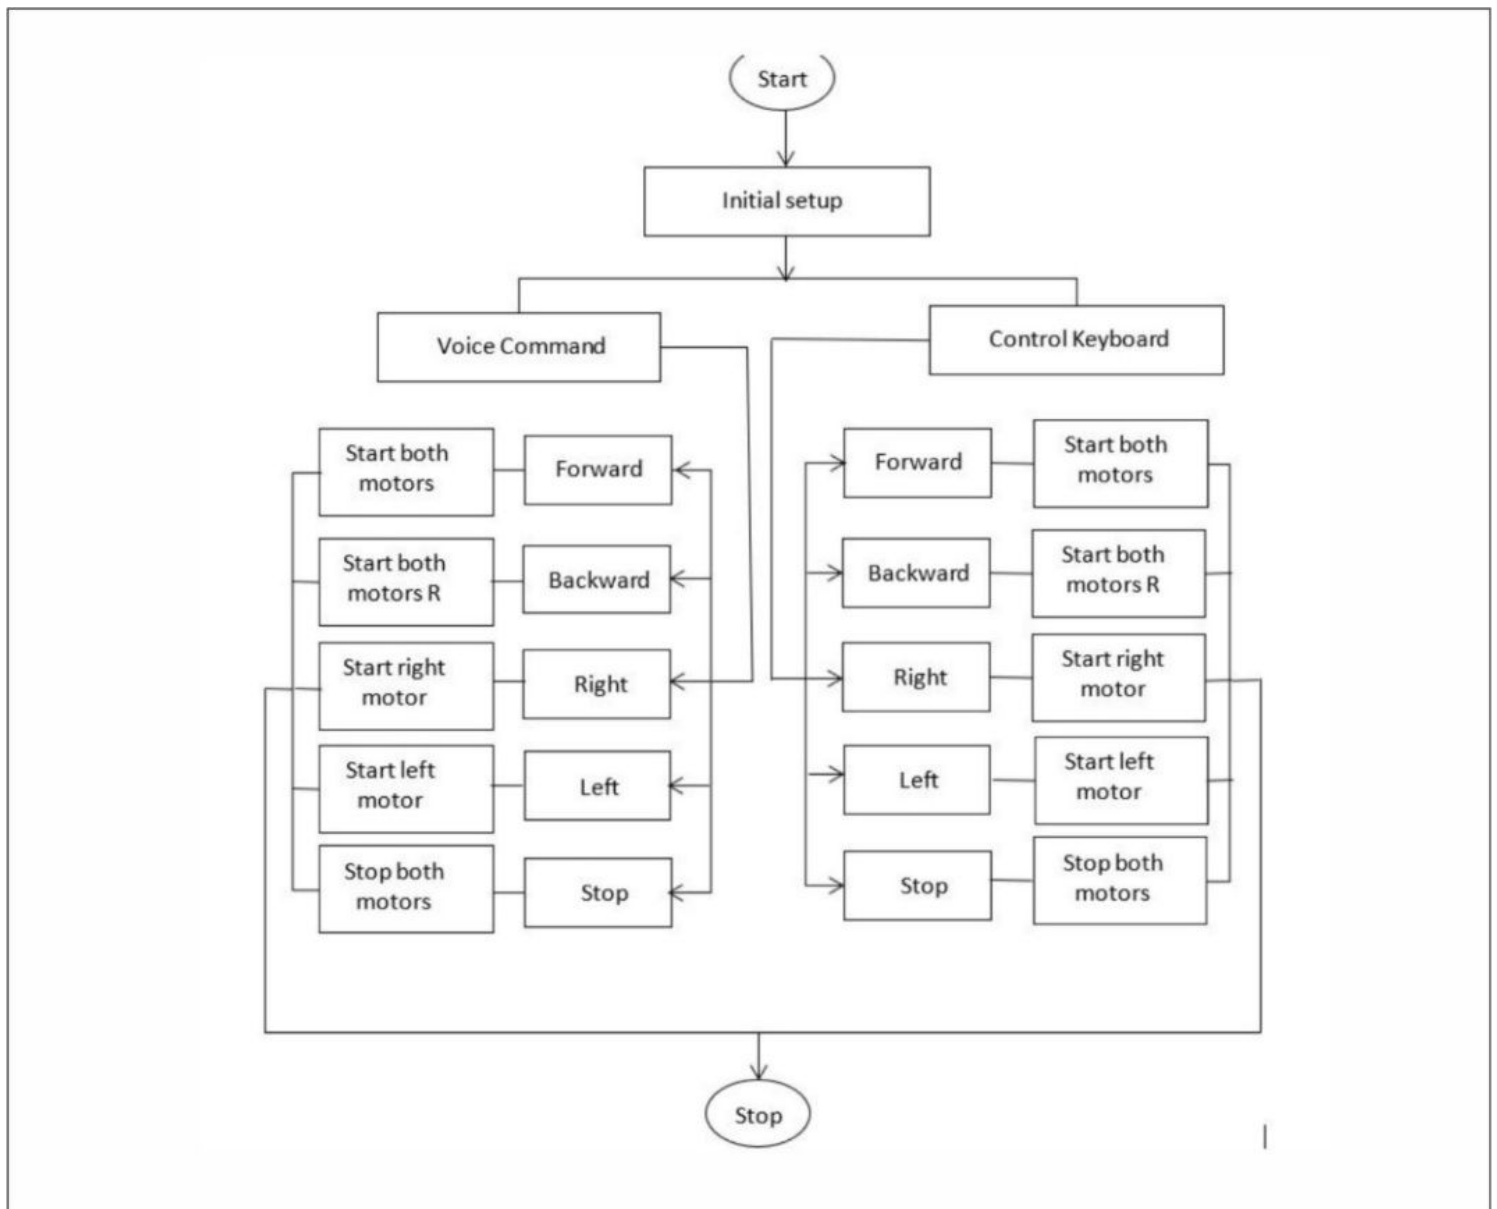 Start
Initial setup
Voice Command
Control Keyboard
Start both
motors
Forward
Forward
Start both
motors
Start both
motors R
Backward
Backward
Start both
motors R
Start right
motor
Right
Right
Start right
motor
Start left
motor
Left
Left
Start left
motor
Stop both
motors
Stop
Stop
Stop both
motors
Stop